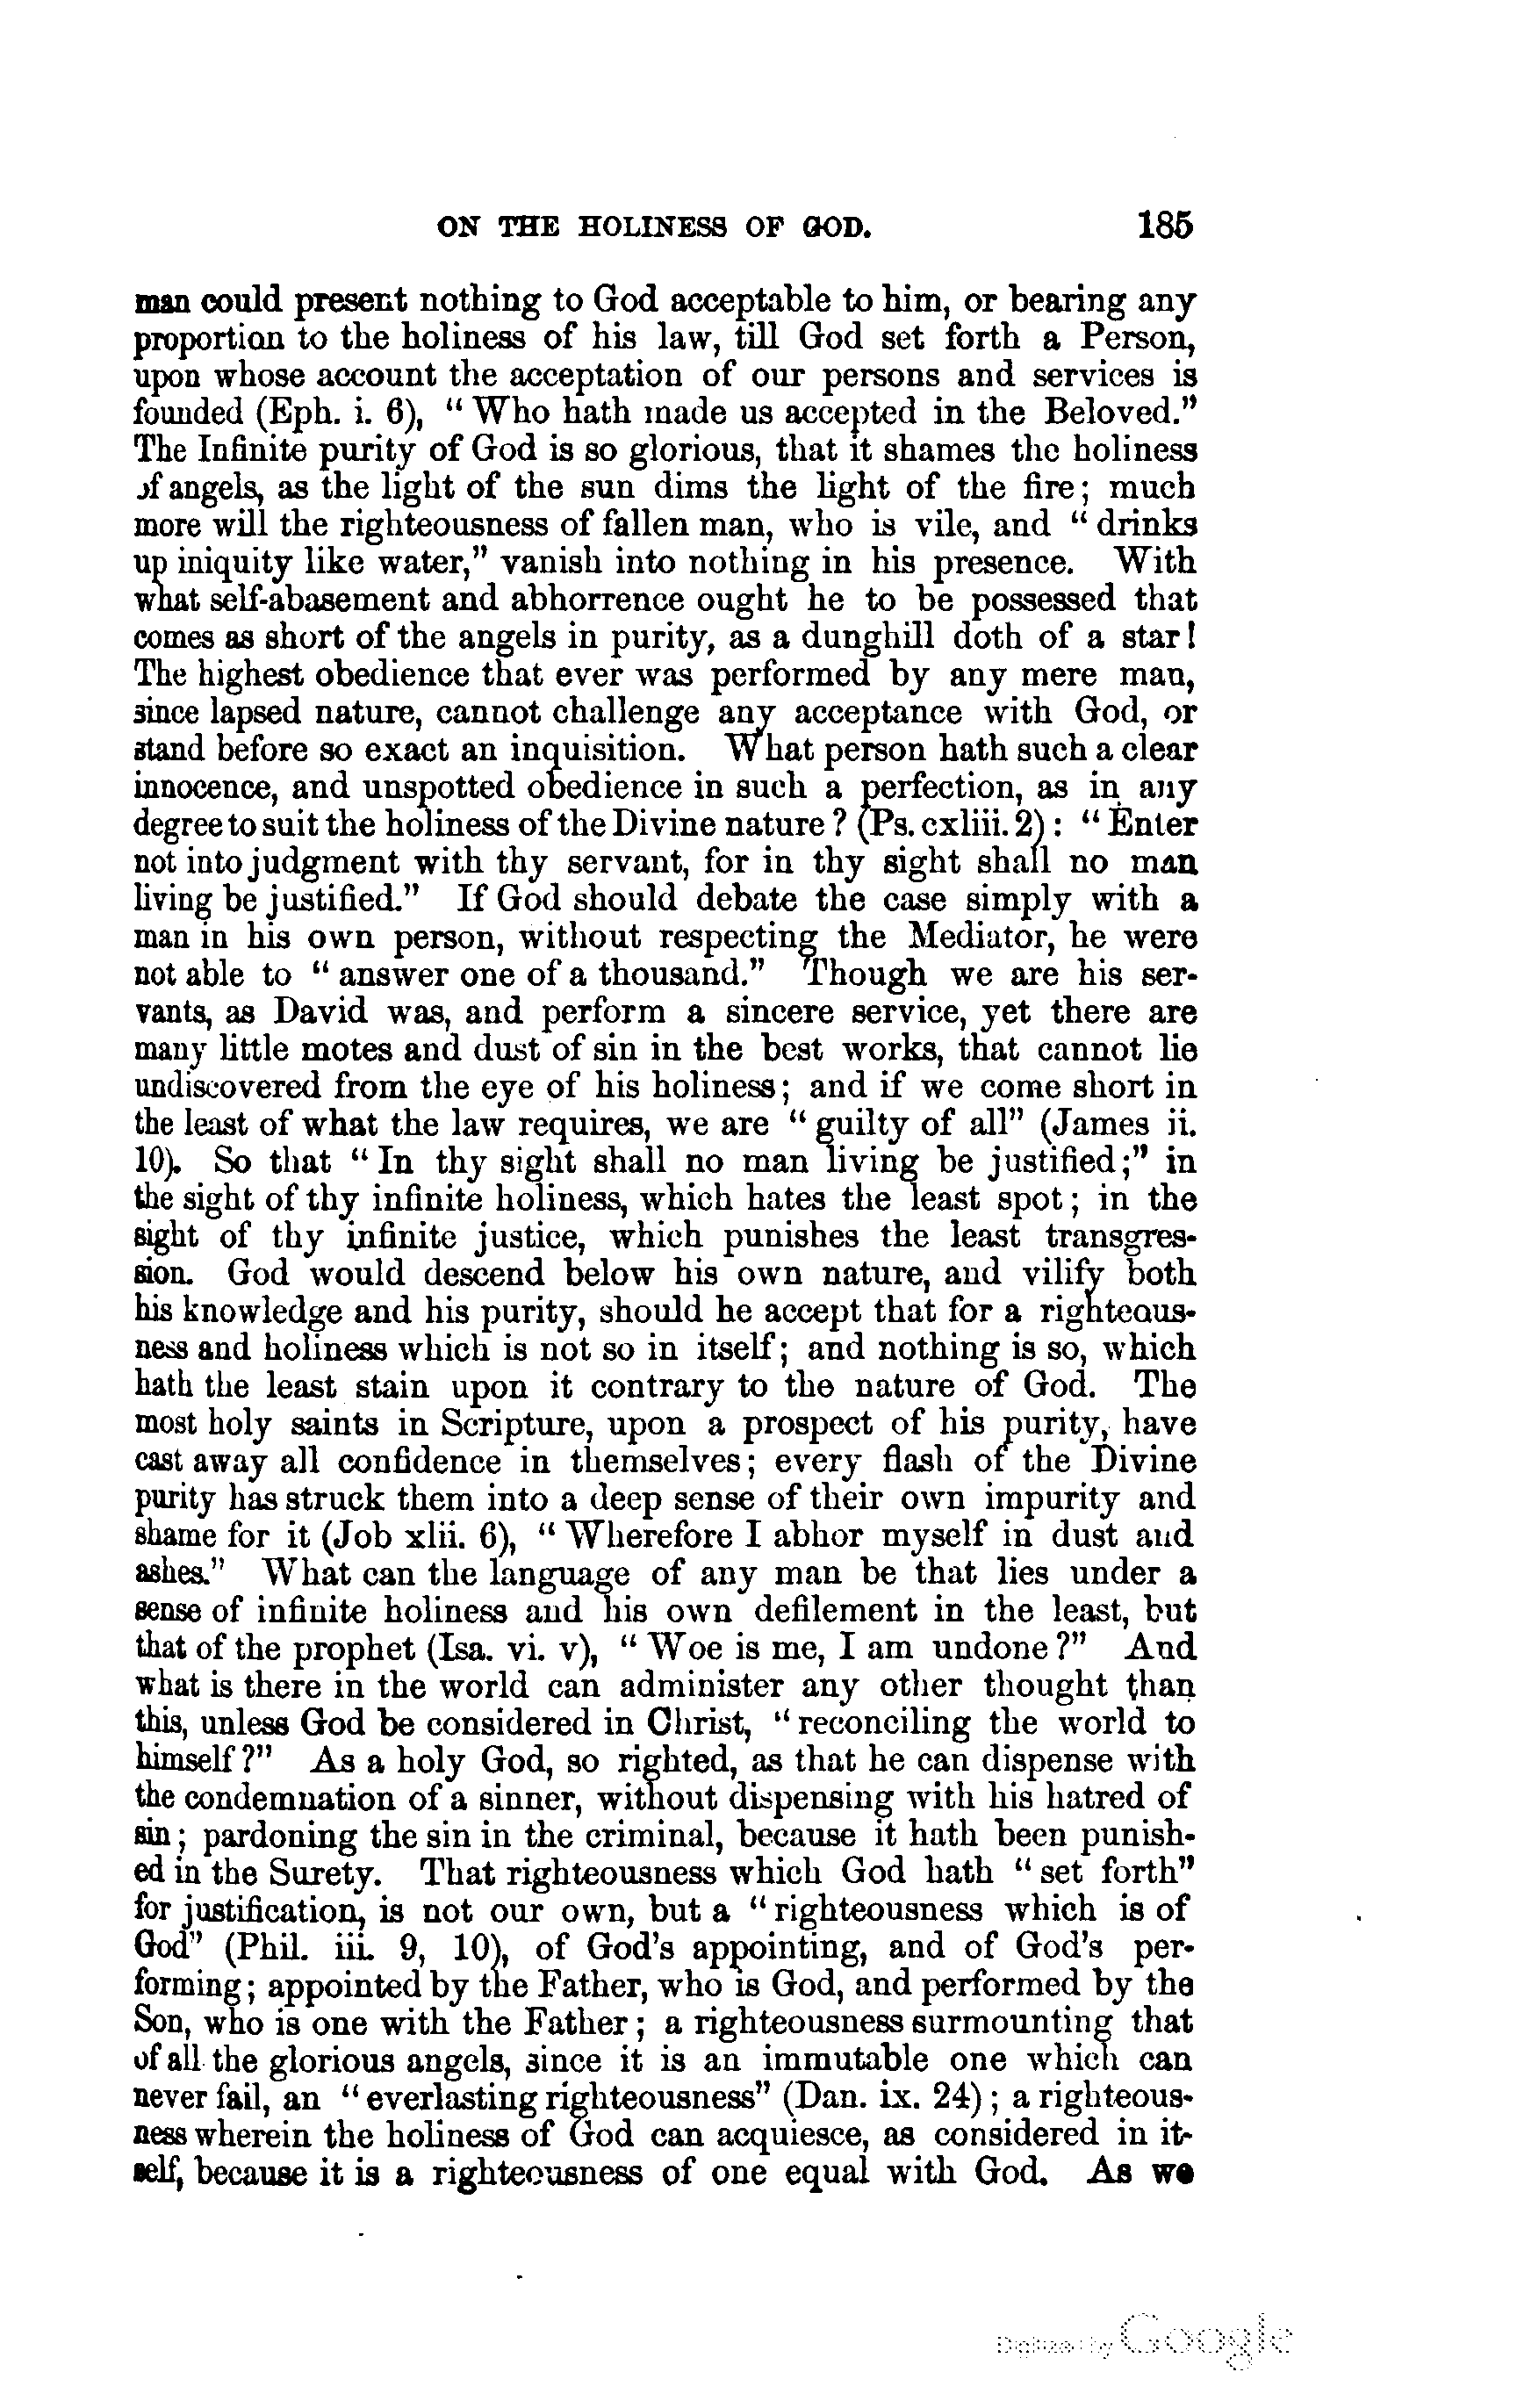 ON THE HOLINESS OF GOD. 185
man could present nothing to God acceptable to him, or bearing any
proportion to the holiness of his law, till God set forth a Person,
upon whose account the acceptation of our persons and services is
founded (Eph. i. 6), “Who hath made us accepted in the Beloved.”
The Infinite purity of God is so glorious, that it shames the holiness
of angels, as the light of the sun dims the light of the fire; much
more will the righteousness of fallen man, who is vile, and “drinks
up iniquity like water,” vanish into nothing in his presence. With
what self-abasement and abhorrence ought he to be possessed that
comes as short of the angels in purity, as a dunghill doth of a star!
The highest obedience that ever was performed by any mere man,
since lapsed nature, cannot challenge any acceptance with God, or
stand before so exact an inquisition. What person hath such a clear
innocence, and unspotted obedience in such a perfection, as in any
degree to suit the holiness of the Divine nature? (Ps. cxliii. 2): “Enter
not into judgment with thy servant, for in thy sight shall no man
living be justified.” If God should debate the case simply with a
man in his own person, without respecting the Mediator, he were
not able to “answer one of a thousand.” Though we are his ser-
vants, as David was, and perform a sincere service, yet there are
many little motes and dust of sin in the best works, that cannot lie
undiscovered from the eye of his holiness; and if we come short in
the least of what the law requires, we are “guilty of all” (James ii.
10). So that “In thy sight shall no man living be justified;” in
the sight of thy infinite holiness, which hates the least spot; in the
sight of thy infinite justice, which punishes the least transgres-
sion. God would descend below his own nature, and vilify both
his knowledge and his purity, should he accept that for a righteous-
ness and holiness which is not so in itself; and nothing is so, which
hath the least stain upon it contrary to the nature of God. The
most holy saints in Scripture, upon a prospect of his purity, have
cast away all confidence in themselves; every flash of the Divine
purity has struck them into a deep sense of their own impurity and
shame for it (Job xlii. 6), “Wherefore I abhor myself in dust and
ashes.” What can the language of any man be that lies under a
sense of infinite holiness and his own defilement in the least, but
that of the prophet (Isa. vi. v), “Woe is me, I am undone?” And
what is there in the world can administer any other thought than
this, unless God be considered in Christ, “reconciling the world to
himself?” As a holy God, so righted, as that he can dispense with
the condemnation of a sinner, without dispensing with his hatred of
sin; pardoning the sin in the criminal, because it hath been punish-
ed in the Surety. That righteousness which God hath “set forth”
for justification, is not our own, but a “righteousness which is of
God” (Phil. iii. 9, 10), of God's appointing, and of God's per-
forming; appointed by the Father, who is God, and performed by the
Son, who is one with the Father; a righteousness surmounting that
of all the glorious angels, since it is an immutable one which can
never fail, an “everlasting righteousness” (Dan. ix. 24); a righteous-
ness wherein the holiness of God can acquiesce, as considered in it-
self, because it is a righteousness of one equal with God. As we
Digitized by Google